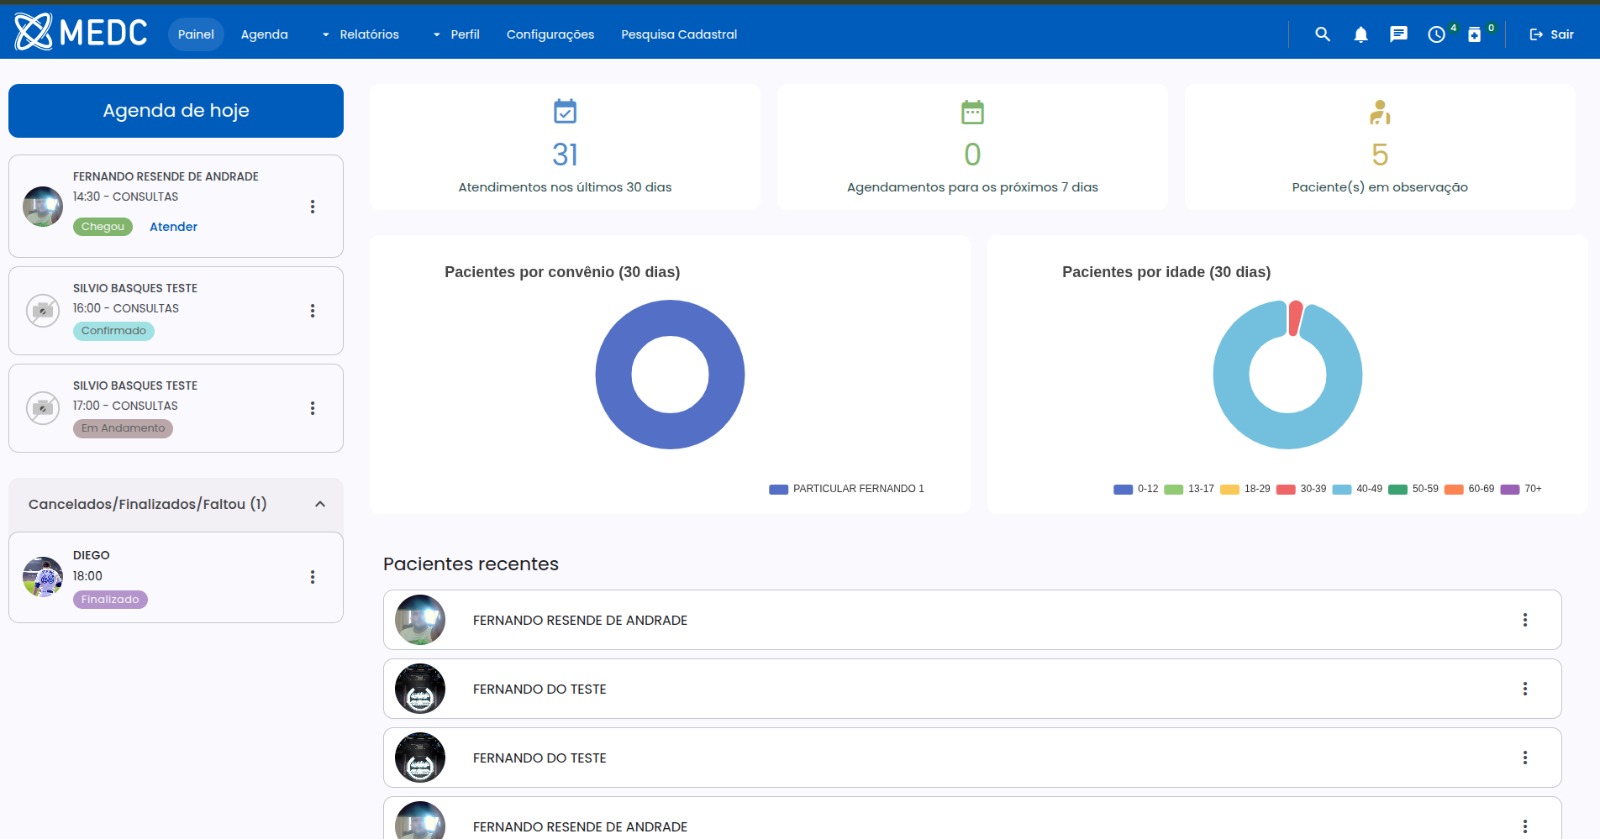 MEDC
Painel
Agenda
Relatórios
Perfil
Configurações
Pesquisa Cadastral
4
0
Sair
Agenda de hoje
FERNANDO RESENDE DE ANDRADE
14:30 - CONSULTAS
Chegou
Atender
SILVIO BASQUES TESTE
16:00 - CONSULTAS
Confirmado
SILVIO BASQUES TESTE
17:00 - CONSULTAS
Em Andamento
Cancelados/Finalizados/Faltou (1)
DIEGO
18:00
Finalizado
31
Atendimentos nos últimos 30 dias
0
Agendamentos para os próximos 7 dias
5
Paciente(s) em observação
Pacientes por convênio (30 dias)
PARTICULAR FERNANDO 1
Pacientes por idade (30 dias)
0-12 13-17 18-29 30-39 40-49 50-59 60-69 70+
Pacientes recentes
FERNANDO RESENDE DE ANDRADE
FERNANDO DO TESTE
FERNANDO DO TESTE
FERNANDO RESENDE DE ANDRADE